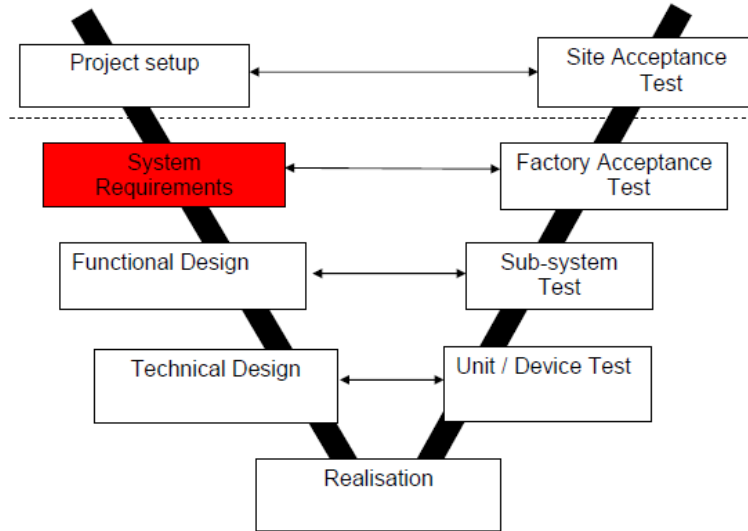 Project setup
Site Acceptance
Test
System
Requirements
Factory Acceptance
Test
Functional Design
Sub-system
Test
Technical Design
Unit / Device Test
Realisation